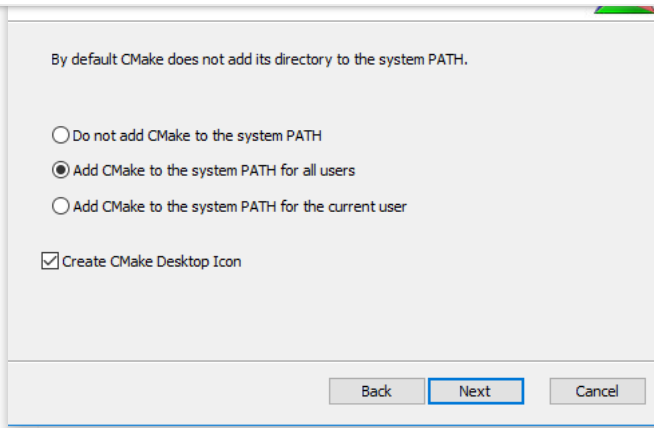 By default CMake does not add its directory to the system PATH.
Do not add CMake to the system PATH
Add CMake to the system PATH for all users
Add CMake to the system PATH for the current user
Create CMake Desktop Icon
Back Next Cancel